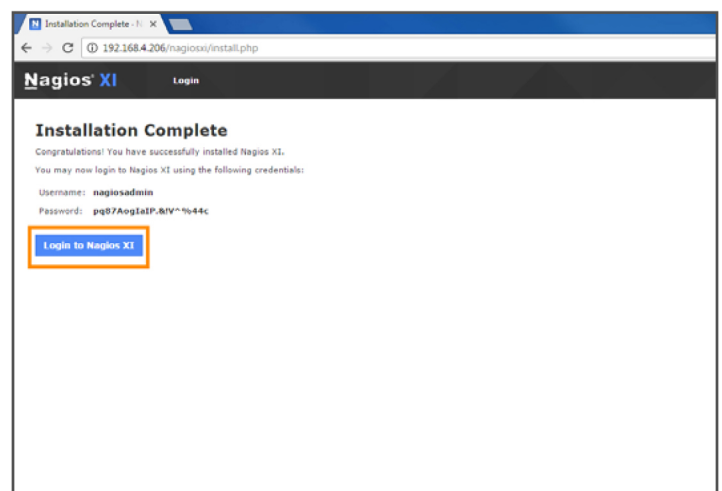 Installation Complete - N
192.168.4.206/nagiosxi/install.php
Nagios® XI Login
Installation Complete
Congratulations! You have successfully installed Nagios XI.
You may now login to Nagios XI using the following credentials:
Username: nagiosadmin
Password: pq87AogIaIP.&!V^%44c
Login to Nagios XI